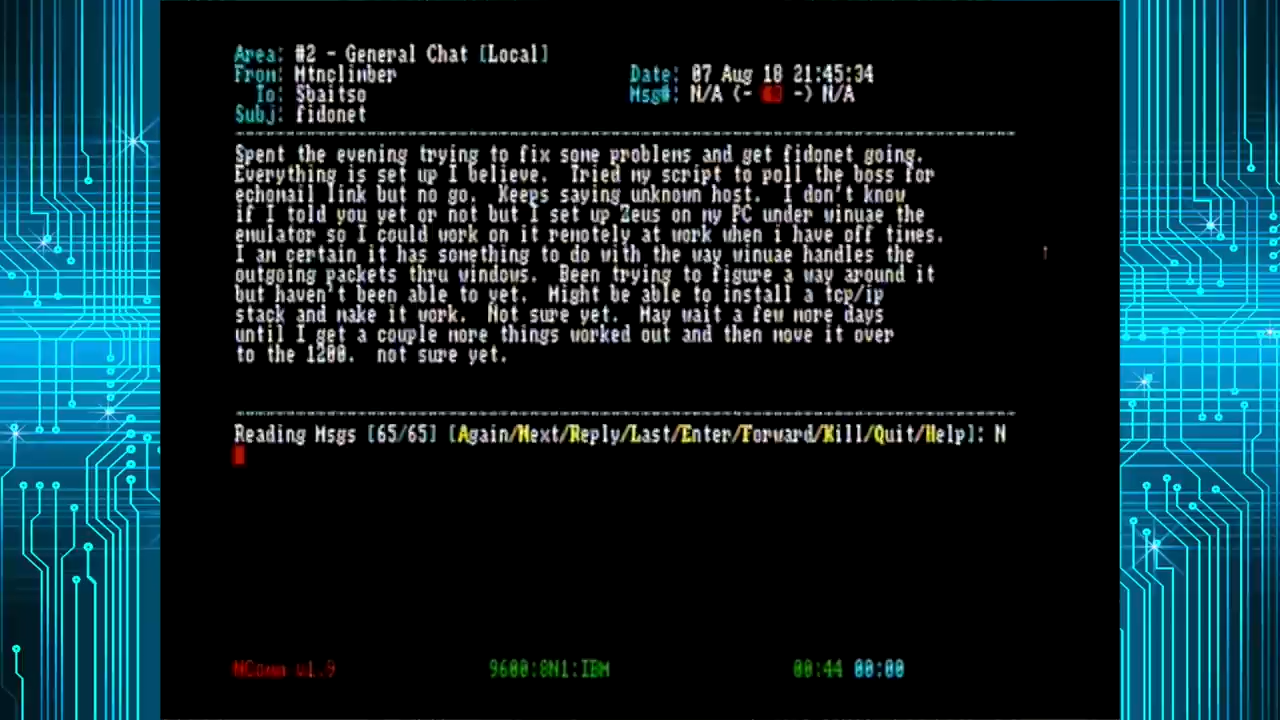 Area: #2 - General Chat [Local]
From: Mtnclimber
Date: 07 Aug 18 21:45:34
To: Sbaitso
Msg#: N/A (- -) N/A
Subj: fidonet
Spent the evening trying to fix some problems and get fidonet going.
Everything is set up I believe.  Tried my script to poll the boss for
echomail link but no go.  Keeps saying unknown host.  I don't know
if I told you yet or not but I set up Zeus on my PC under winuae the
emulator so I could work on it remotely at work when i have off times.
I am certain it has something to do with the way winuae handles the
outgoing packets thru windows.  Been trying to figure a way around it
but haven't been able to yet.  Might be able to install a tcp/ip
stack and make it work.  Not sure yet.  May wait a few more days
until I get a couple more things worked out and then move it over
to the 1200.  not sure yet.
Reading Msgs [65/65] [Again/Next/Reply/Last/Enter/Forward/Kill/Quit/Help]: N
NComm v1.9 9600:8N1:IBM 00:44 00:00